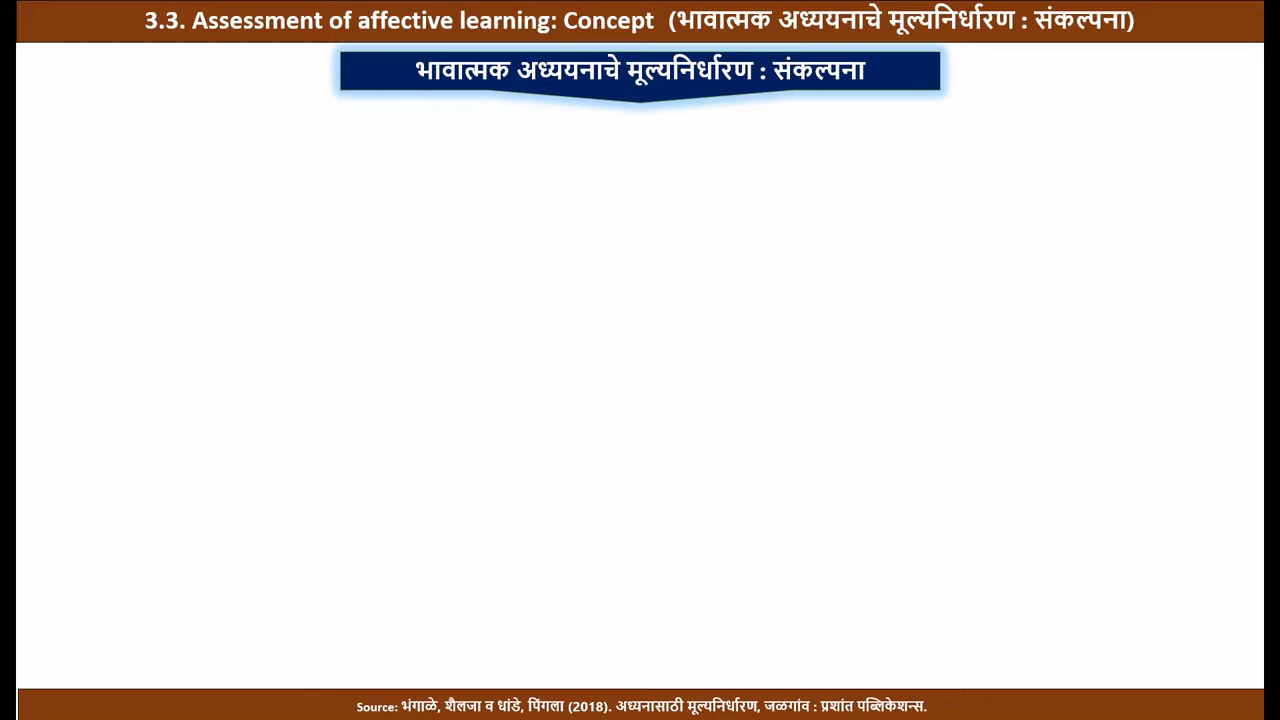 3.3. Assessment of affective learning: Concept (भावात्मक अध्ययनाचे मूल्यनिर्धारण : संकल्पना)
भावात्मक अध्ययनाचे मूल्यनिर्धारण : संकल्पना
Source: भंगाळे, शैलजा व धांडे, पिंगला (2018). अध्यनासाठी मूल्यनिर्धारण, जळगांव : प्रशांत पब्लिकेशन्स.